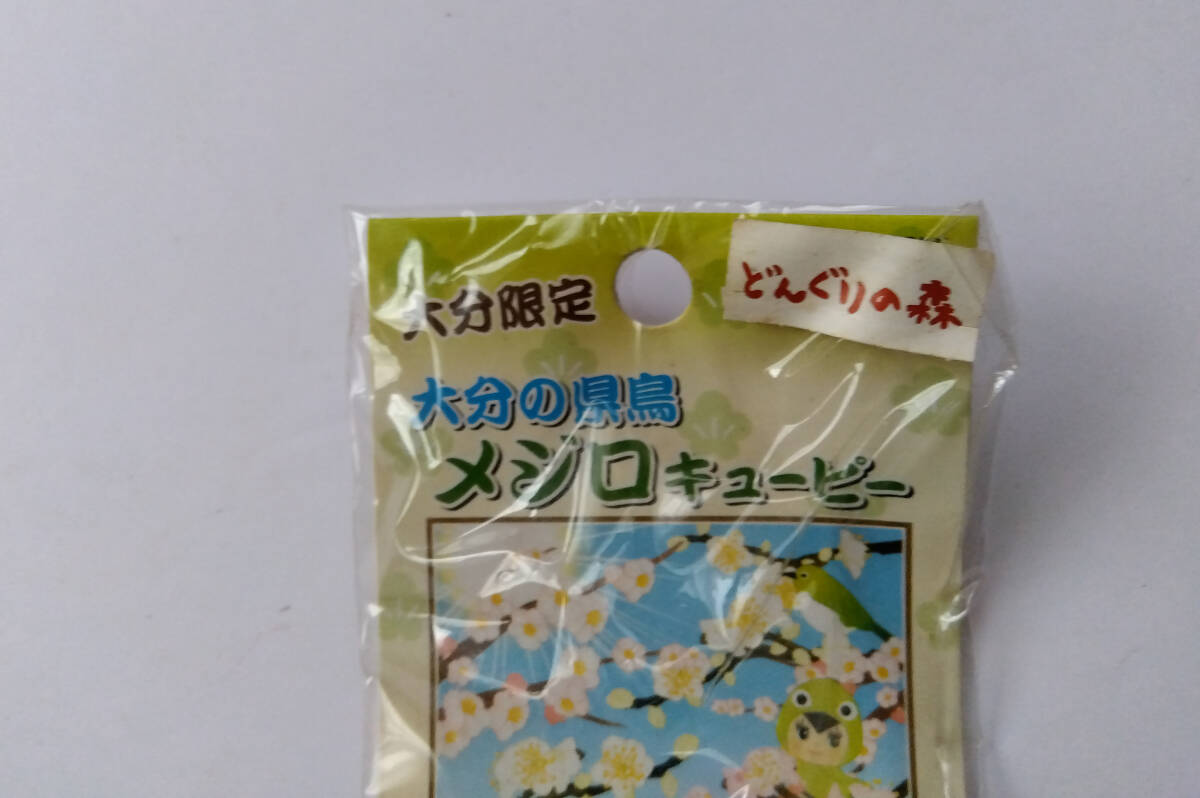 大分限定
どんぐりの森
大分の県鳥
メジロキューピー